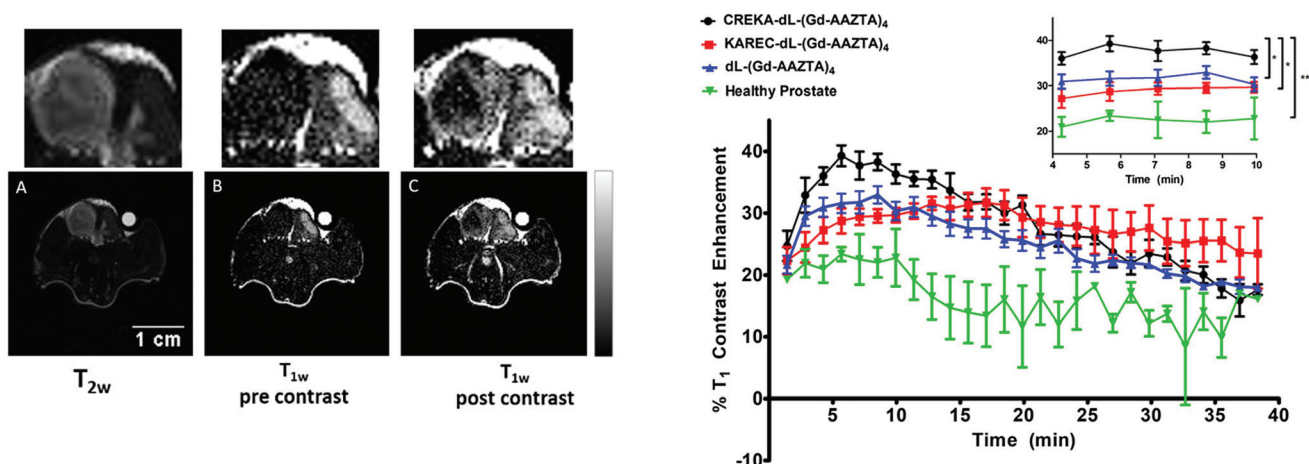 A
B
C
1 cm
T2w
T1w
pre contrast
T1w
post contrast
CREKA-dL-(Gd-AAZTA)4
KAREC-dL-(Gd-AAZTA)4
dL-(Gd-AAZTA)4
Healthy Prostate
40
30
20
4
5
6
7
8
9
10
Time (min)
*
*
**
% T1 Contrast Enhancement
40
30
20
10
0
-10
5
10
15
20
25
30
35
40
Time (min)